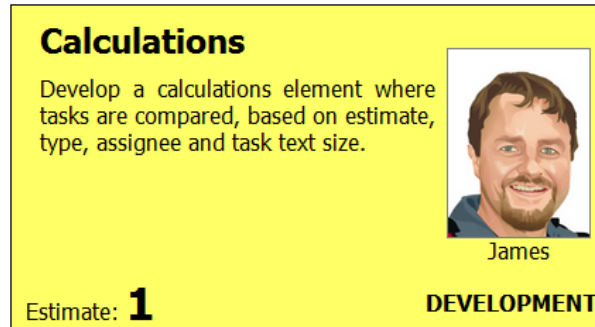 Calculations
Develop a calculations element where
tasks are compared, based on estimate,
type, assignee and task text size.
James
Estimate: 1
DEVELOPMENT